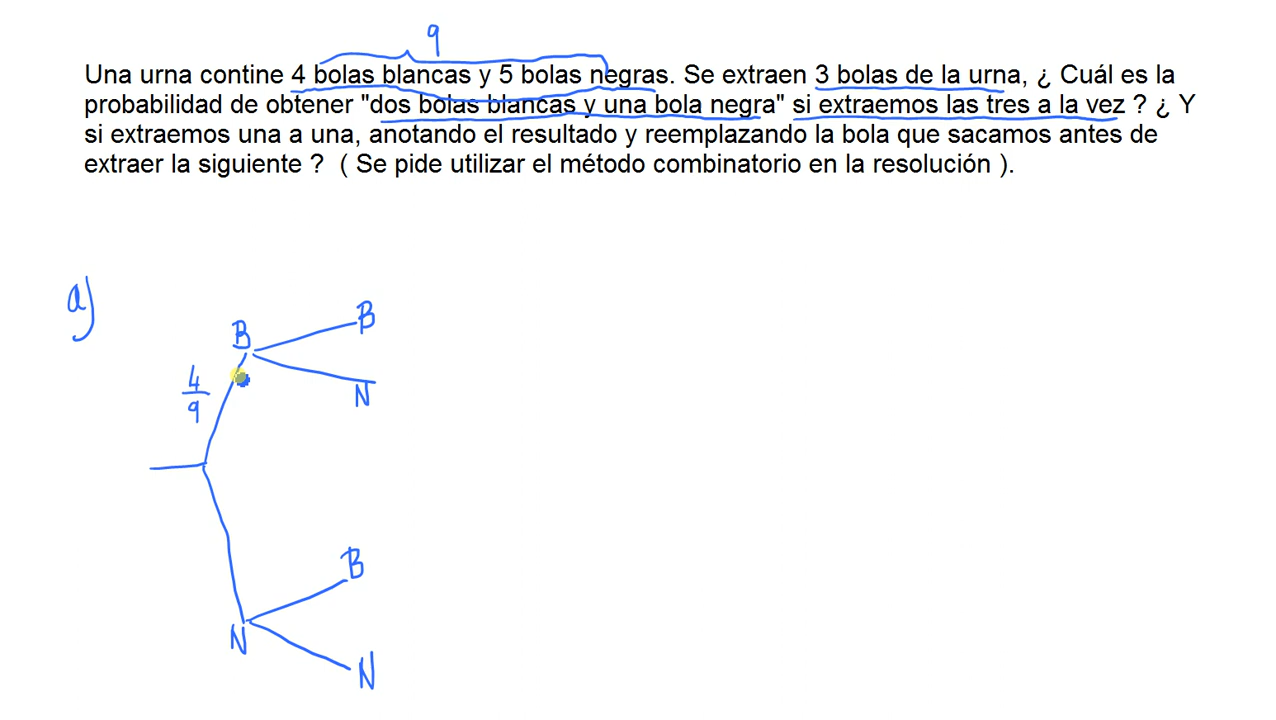 9
Una urna contine 4 bolas blancas y 5 bolas negras. Se extraen 3 bolas de la urna, ¿ Cuál es la
probabilidad de obtener "dos bolas blancas y una bola negra" si extraemos las tres a la vez ? ¿ Y
si extraemos una a una, anotando el resultado y reemplazando la bola que sacamos antes de
extraer la siguiente ? ( Se pide utilizar el método combinatorio en la resolución ).
a)
B
B
4/9
N
B
N
N